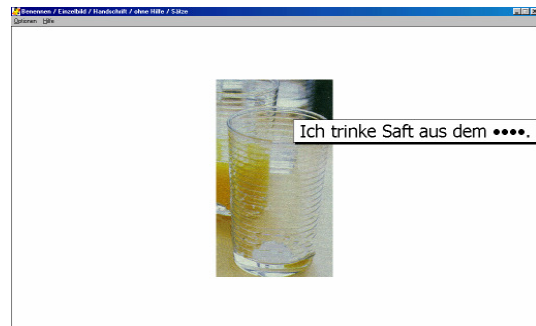 Benennen / Einzelbild / Handschrift / ohne Hilfe / Sätze
Optionen Hilfe
Ich trinke Saft aus dem ●●●●.